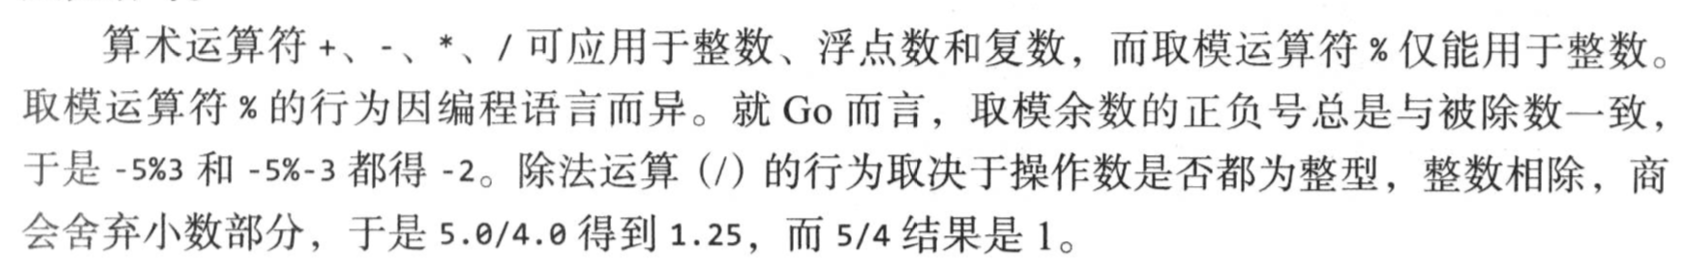 算术运算符 +、-、*、/ 可应用于整数、浮点数和复数，而取模运算符 % 仅能用于整数。
取模运算符 % 的行为因编程语言而异。就 Go 而言，取模余数的正负号总是与被除数一致，
于是 -5%3 和 -5%-3 都得 -2。除法运算（/）的行为取决于操作数是否都为整型，整数相除，商
会舍弃小数部分，于是 5.0/4.0 得到 1.25，而 5/4 结果是 1。